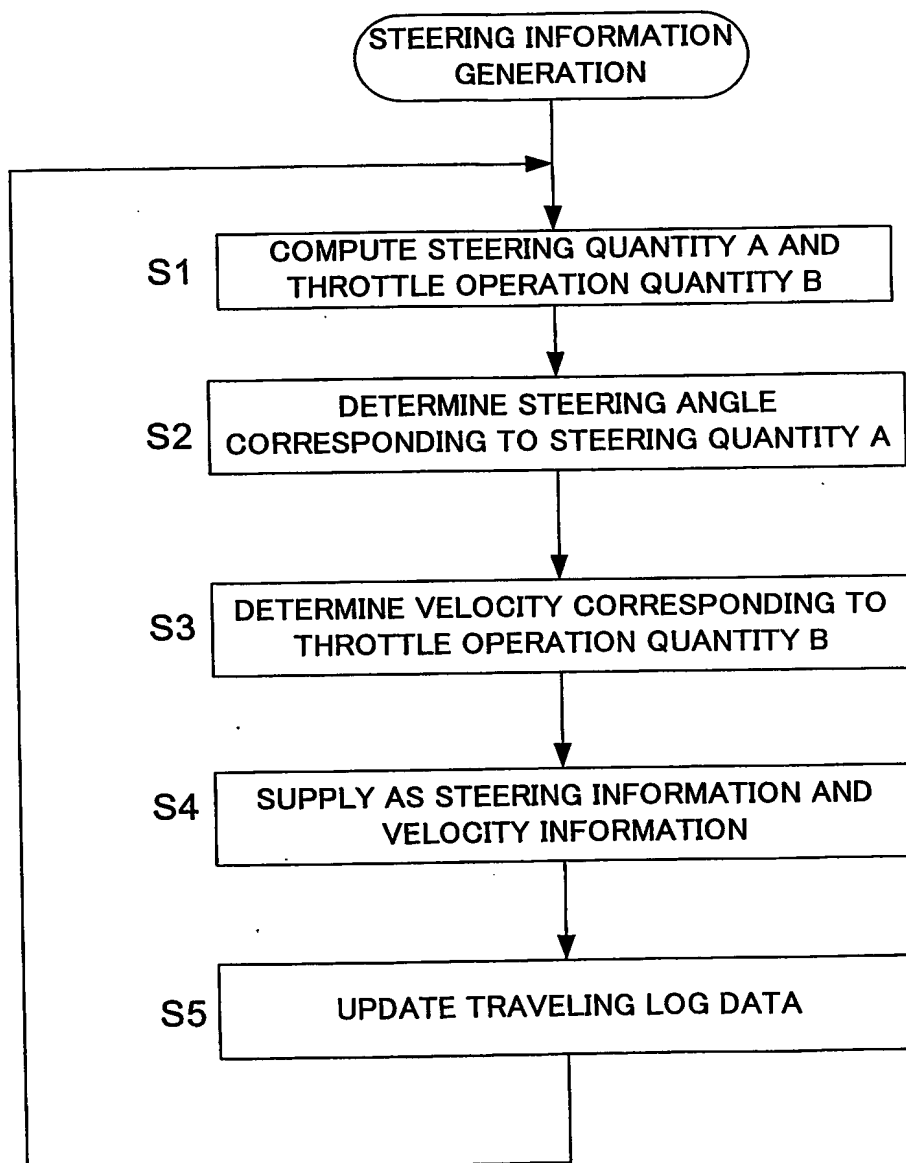 STEERING INFORMATION
GENERATION
S1
COMPUTE STEERING QUANTITY A AND
THROTTLE OPERATION QUANTITY B
S2
DETERMINE STEERING ANGLE
CORRESPONDING TO STEERING QUANTITY A
S3
DETERMINE VELOCITY CORRESPONDING TO
THROTTLE OPERATION QUANTITY B
S4
SUPPLY AS STEERING INFORMATION AND
VELOCITY INFORMATION
S5
UPDATE TRAVELING LOG DATA